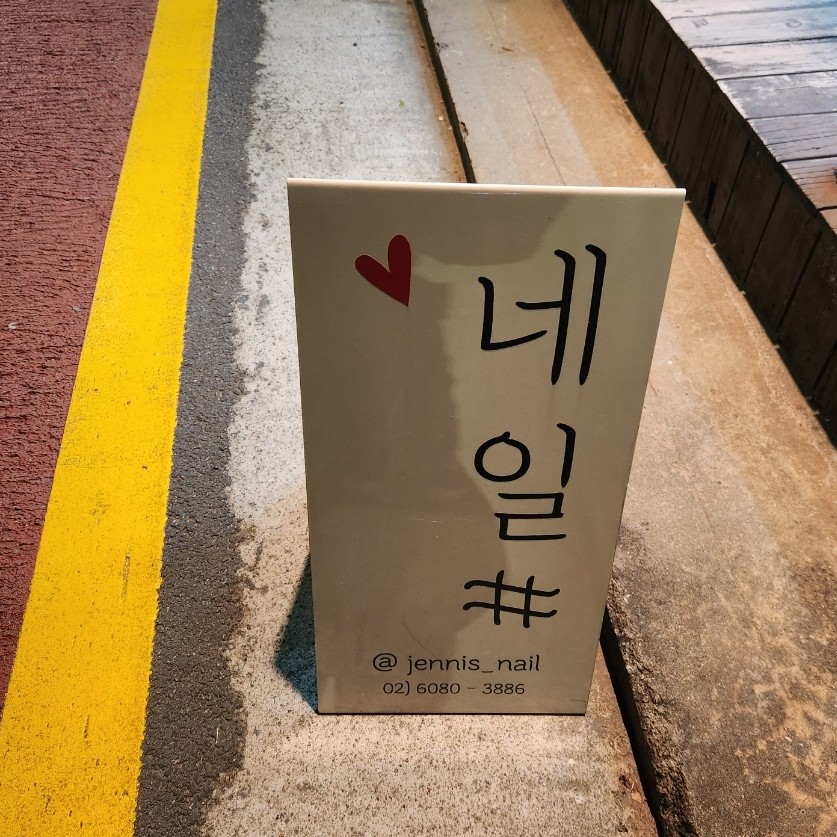 네
일
#
@ jennis_nail
02) 6080 - 3886